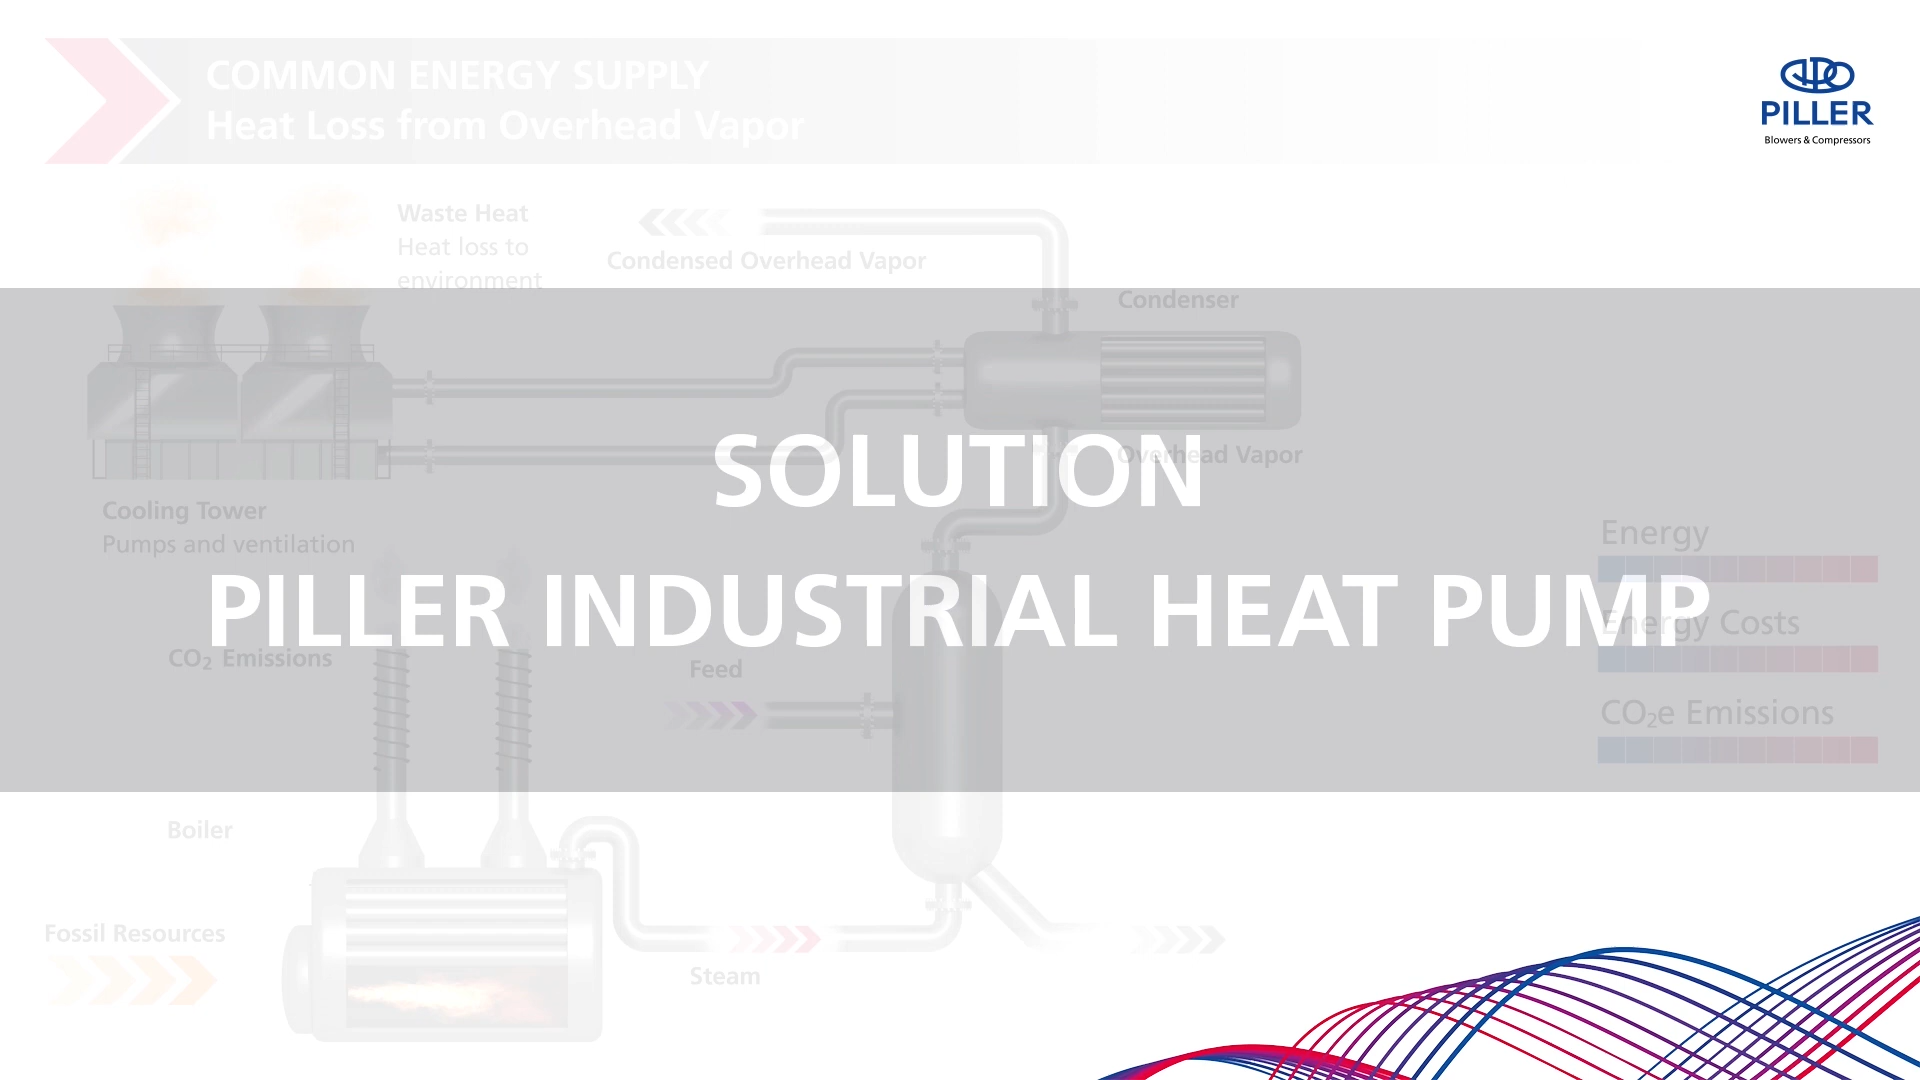 COMMON ENERGY SUPPLY
Heat Loss from Overhead Vapor
PILLER
Blowers & Compressors
Waste Heat
Heat loss to
environment
Condensed Overhead Vapor
Condenser
Overhead Vapor
SOLUTION
PILLER INDUSTRIAL HEAT PUMP
Cooling Tower
Pumps and ventilation
Energy
Energy Costs
CO₂e Emissions
CO₂ Emissions
Feed
Boiler
Fossil Resources
Steam